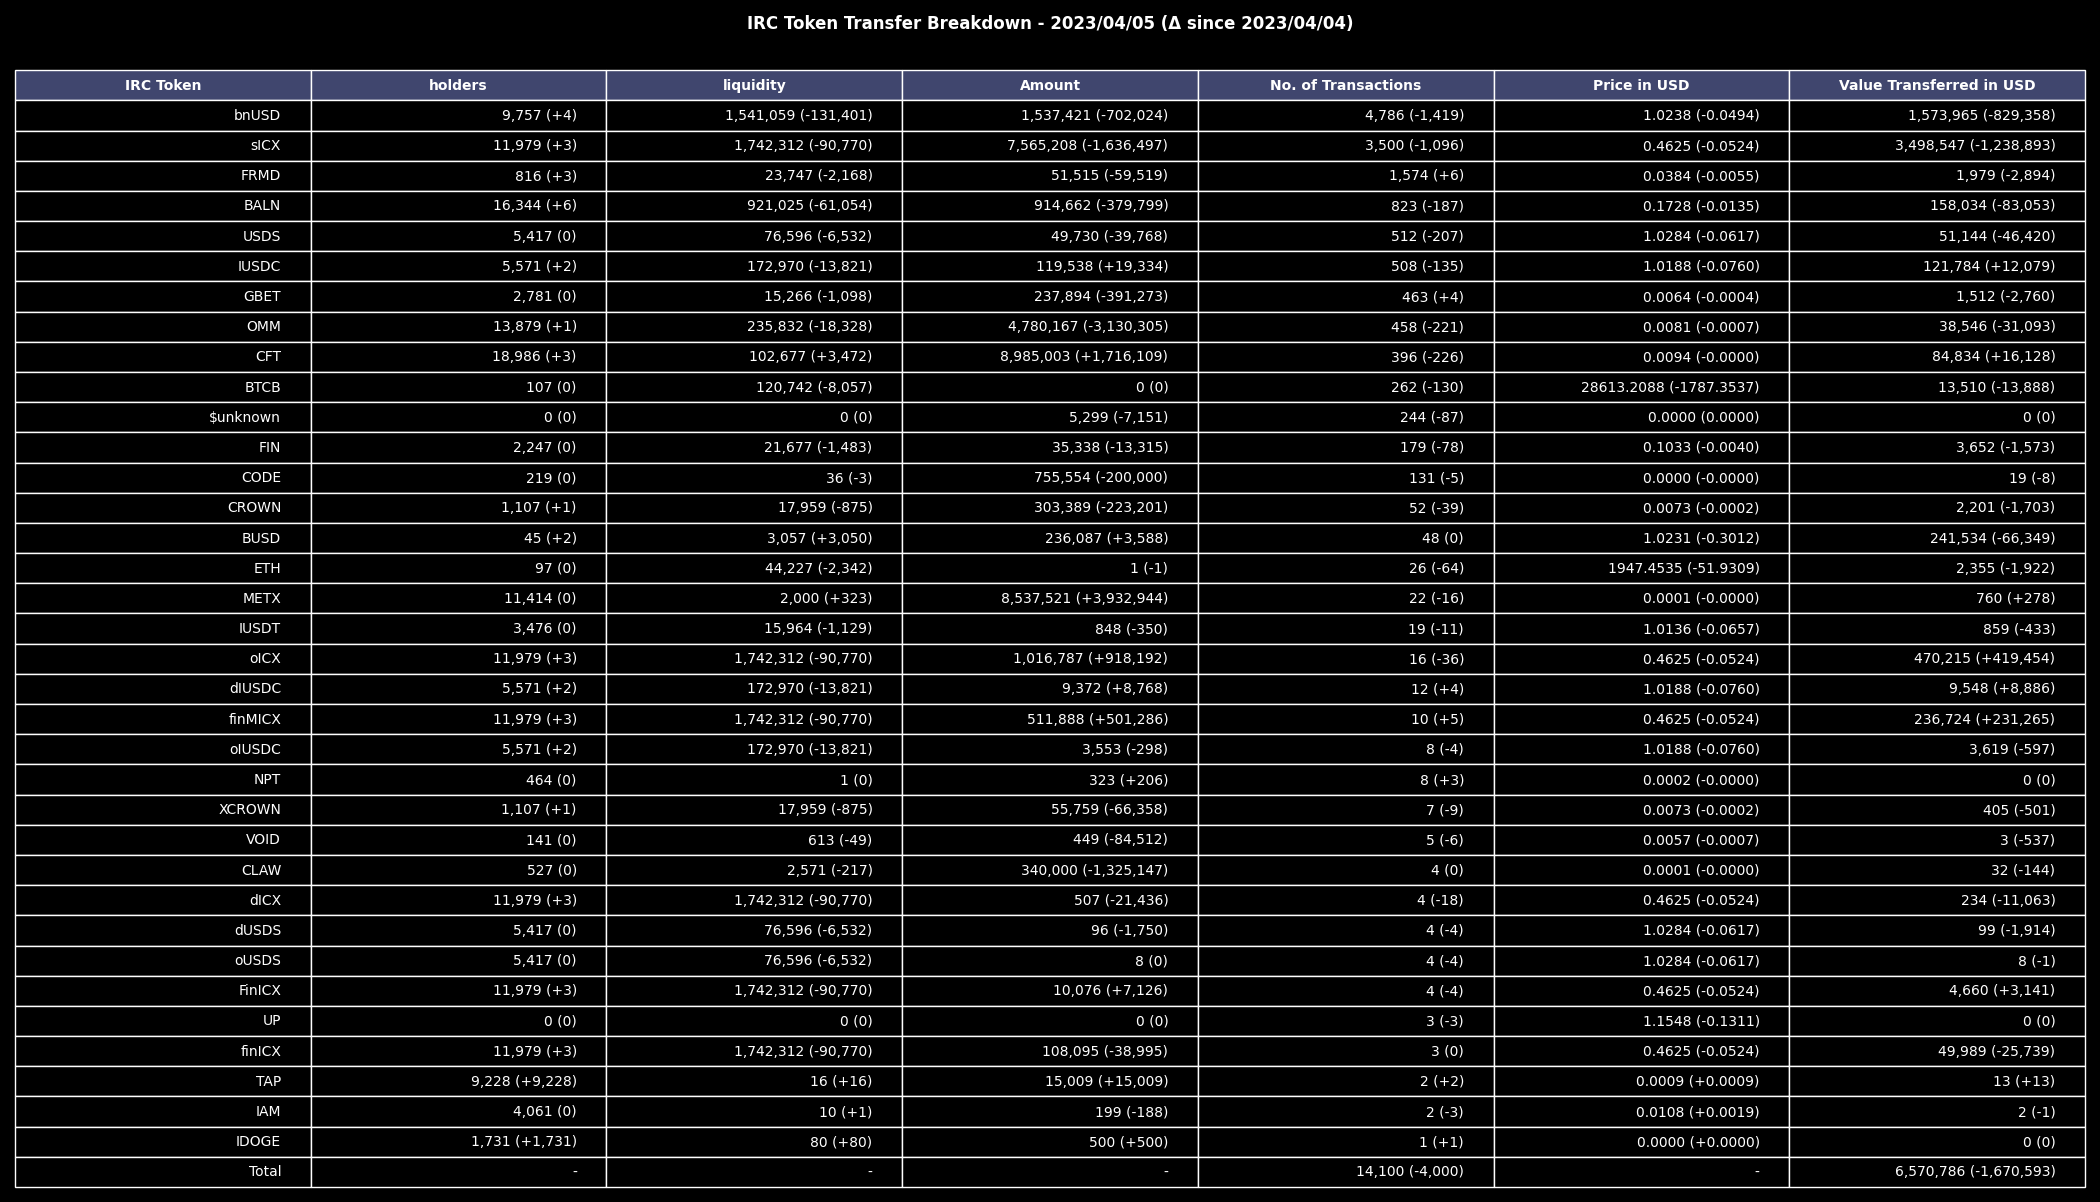 IRC Token Transfer Breakdown - 2023/04/05 (Δ since 2023/04/04)
IRC Token holders liquidity Amount No. of Transactions Price in USD Value Transferred in USD
bnUSD 9,757 (+4) 1,541,059 (-131,401) 1,537,421 (-702,024) 4,786 (-1,419) 1.0238 (-0.0494) 1,573,965 (-829,358)
sICX 11,979 (+3) 1,742,312 (-90,770) 7,565,208 (-1,636,497) 3,500 (-1,096) 0.4625 (-0.0524) 3,498,547 (-1,238,893)
FRMD 816 (+3) 23,747 (-2,168) 51,515 (-59,519) 1,574 (+6) 0.0384 (-0.0055) 1,979 (-2,894)
BALN 16,344 (+6) 921,025 (-61,054) 914,662 (-379,799) 823 (-187) 0.1728 (-0.0135) 158,034 (-83,053)
USDS 5,417 (0) 76,596 (-6,532) 49,730 (-39,768) 512 (-207) 1.0284 (-0.0617) 51,144 (-46,420)
IUSDC 5,571 (+2) 172,970 (-13,821) 119,538 (+19,334) 508 (-135) 1.0188 (-0.0760) 121,784 (+12,079)
GBET 2,781 (0) 15,266 (-1,098) 237,894 (-391,273) 463 (+4) 0.0064 (-0.0004) 1,512 (-2,760)
OMM 13,879 (+1) 235,832 (-18,328) 4,780,167 (-3,130,305) 458 (-221) 0.0081 (-0.0007) 38,546 (-31,093)
CFT 18,986 (+3) 102,677 (+3,472) 8,985,003 (+1,716,109) 396 (-226) 0.0094 (-0.0000) 84,834 (+16,128)
BTCB 107 (0) 120,742 (-8,057) 0 (0) 262 (-130) 28613.2088 (-1787.3537) 13,510 (-13,888)
$unknown 0 (0) 0 (0) 5,299 (-7,151) 244 (-87) 0.0000 (0.0000) 0 (0)
FIN 2,247 (0) 21,677 (-1,483) 35,338 (-13,315) 179 (-78) 0.1033 (-0.0040) 3,652 (-1,573)
CODE 219 (0) 36 (-3) 755,554 (-200,000) 131 (-5) 0.0000 (-0.0000) 19 (-8)
CROWN 1,107 (+1) 17,959 (-875) 303,389 (-223,201) 52 (-39) 0.0073 (-0.0002) 2,201 (-1,703)
BUSD 45 (+2) 3,057 (+3,050) 236,087 (+3,588) 48 (0) 1.0231 (-0.3012) 241,534 (-66,349)
ETH 97 (0) 44,227 (-2,342) 1 (-1) 26 (-64) 1947.4535 (-51.9309) 2,355 (-1,922)
METX 11,414 (0) 2,000 (+323) 8,537,521 (+3,932,944) 22 (-16) 0.0001 (-0.0000) 760 (+278)
IUSDT 3,476 (0) 15,964 (-1,129) 848 (-350) 19 (-11) 1.0136 (-0.0657) 859 (-433)
oICX 11,979 (+3) 1,742,312 (-90,770) 1,016,787 (+918,192) 16 (-36) 0.4625 (-0.0524) 470,215 (+419,454)
dIUSDC 5,571 (+2) 172,970 (-13,821) 9,372 (+8,768) 12 (+4) 1.0188 (-0.0760) 9,548 (+8,886)
finMICX 11,979 (+3) 1,742,312 (-90,770) 511,888 (+501,286) 10 (+5) 0.4625 (-0.0524) 236,724 (+231,265)
oIUSDC 5,571 (+2) 172,970 (-13,821) 3,553 (-298) 8 (-4) 1.0188 (-0.0760) 3,619 (-597)
NPT 464 (0) 1 (0) 323 (+206) 8 (+3) 0.0002 (-0.0000) 0 (0)
XCROWN 1,107 (+1) 17,959 (-875) 55,759 (-66,358) 7 (-9) 0.0073 (-0.0002) 405 (-501)
VOID 141 (0) 613 (-49) 449 (-84,512) 5 (-6) 0.0057 (-0.0007) 3 (-537)
CLAW 527 (0) 2,571 (-217) 340,000 (-1,325,147) 4 (0) 0.0001 (-0.0000) 32 (-144)
dICX 11,979 (+3) 1,742,312 (-90,770) 507 (-21,436) 4 (-18) 0.4625 (-0.0524) 234 (-11,063)
dUSDS 5,417 (0) 76,596 (-6,532) 96 (-1,750) 4 (-4) 1.0284 (-0.0617) 99 (-1,914)
oUSDS 5,417 (0) 76,596 (-6,532) 8 (0) 4 (-4) 1.0284 (-0.0617) 8 (-1)
FinICX 11,979 (+3) 1,742,312 (-90,770) 10,076 (+7,126) 4 (-4) 0.4625 (-0.0524) 4,660 (+3,141)
UP 0 (0) 0 (0) 0 (0) 3 (-3) 1.1548 (-0.1311) 0 (0)
finICX 11,979 (+3) 1,742,312 (-90,770) 108,095 (-38,995) 3 (0) 0.4625 (-0.0524) 49,989 (-25,739)
TAP 9,228 (+9,228) 16 (+16) 15,009 (+15,009) 2 (+2) 0.0009 (+0.0009) 13 (+13)
IAM 4,061 (0) 10 (+1) 199 (-188) 2 (-3) 0.0108 (+0.0019) 2 (-1)
IDOGE 1,731 (+1,731) 80 (+80) 500 (+500) 1 (+1) 0.0000 (+0.0000) 0 (0)
Total - - - 14,100 (-4,000) - 6,570,786 (-1,670,593)